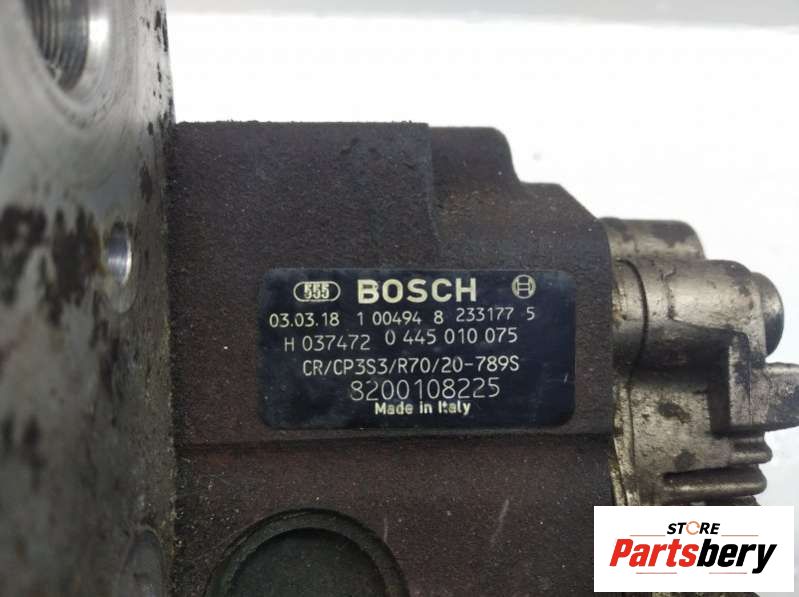 555 BOSCH
03.03.18 1 00494 8 233177 5
H 037472 0 445 010 075
CR/CP3S3/R70/20-789S
8200108225
Made in Italy
STORE
Partsbery